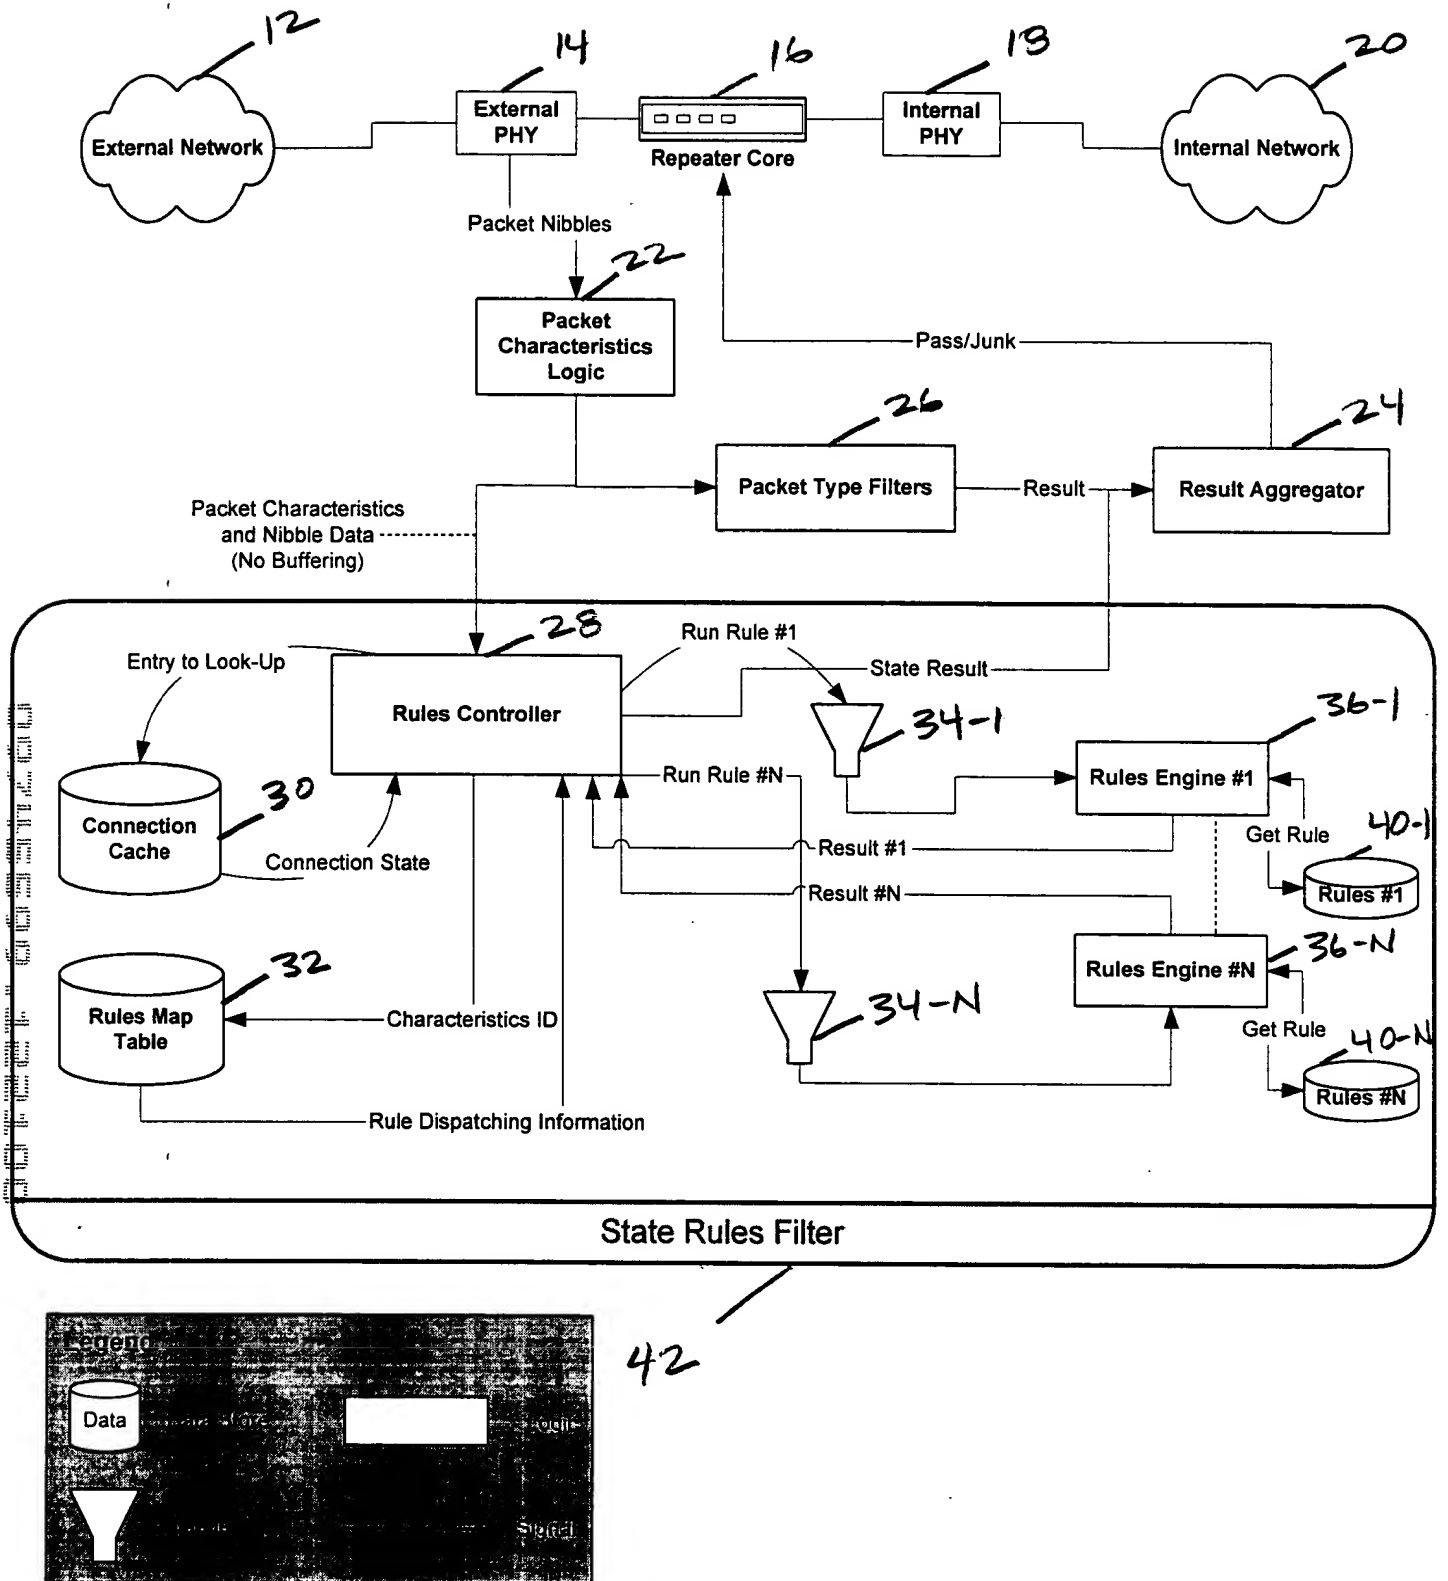 12
14
16
18
20
External Network
External
PHY
Repeater Core
Internal
PHY
Internal Network
Packet Nibbles
22
Packet
Characteristics
Logic
Pass/Junk
26
24
Packet Type Filters
Result
Result Aggregator
Packet Characteristics
and Nibble Data
(No Buffering)
28
Run Rule #1
Entry to Look-Up
State Result
Rules Controller
34-1
36-1
Run Rule #N
Rules Engine #1
30
Connection
Cache
Connection State
Result #1
Get Rule
40-1
Rules #1
Result #N
32
36-N
Rules Engine #N
34-N
Rules Map
Table
Characteristics ID
Get Rule
40-N
Rules #N
Rule Dispatching Information
State Rules Filter
42
Legend
Data
Data Store
Logic
Signal